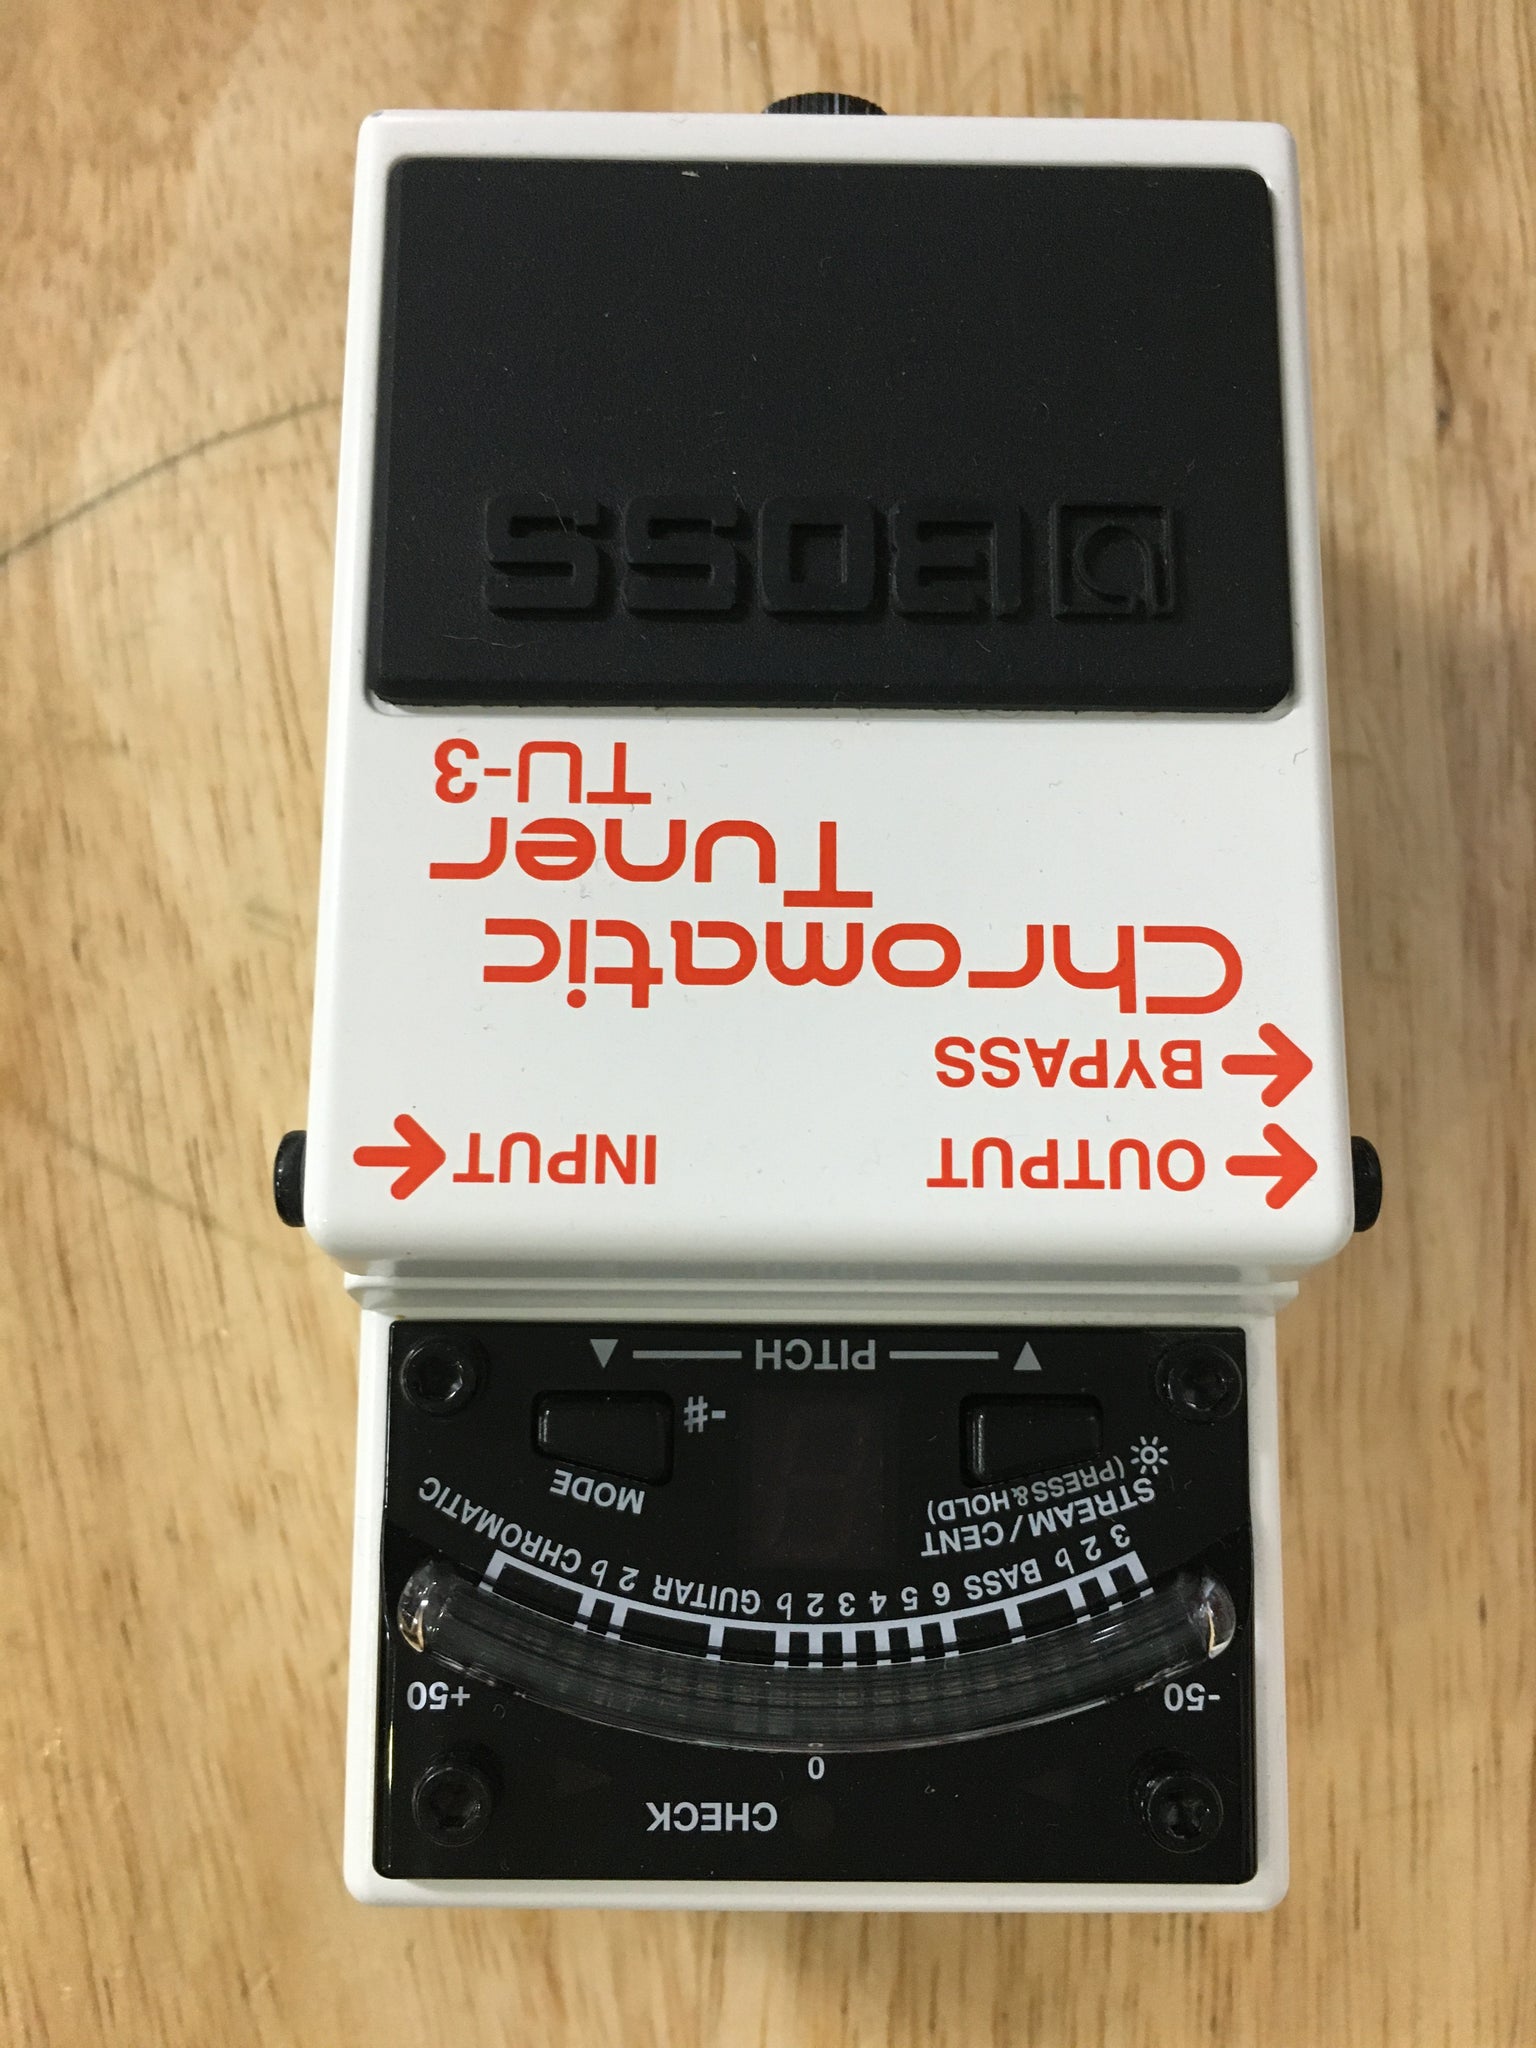 CHECK
0
-50 +50
3 2 b BASS 6 5 4 3 2 b GUITAR 2 b CHROMATIC
STREAM/CENT
(PRESS&HOLD)
MODE
-#
PITCH
OUTPUT
INPUT
BYPASS
Chromatic
Tuner
TU-3
BOSS